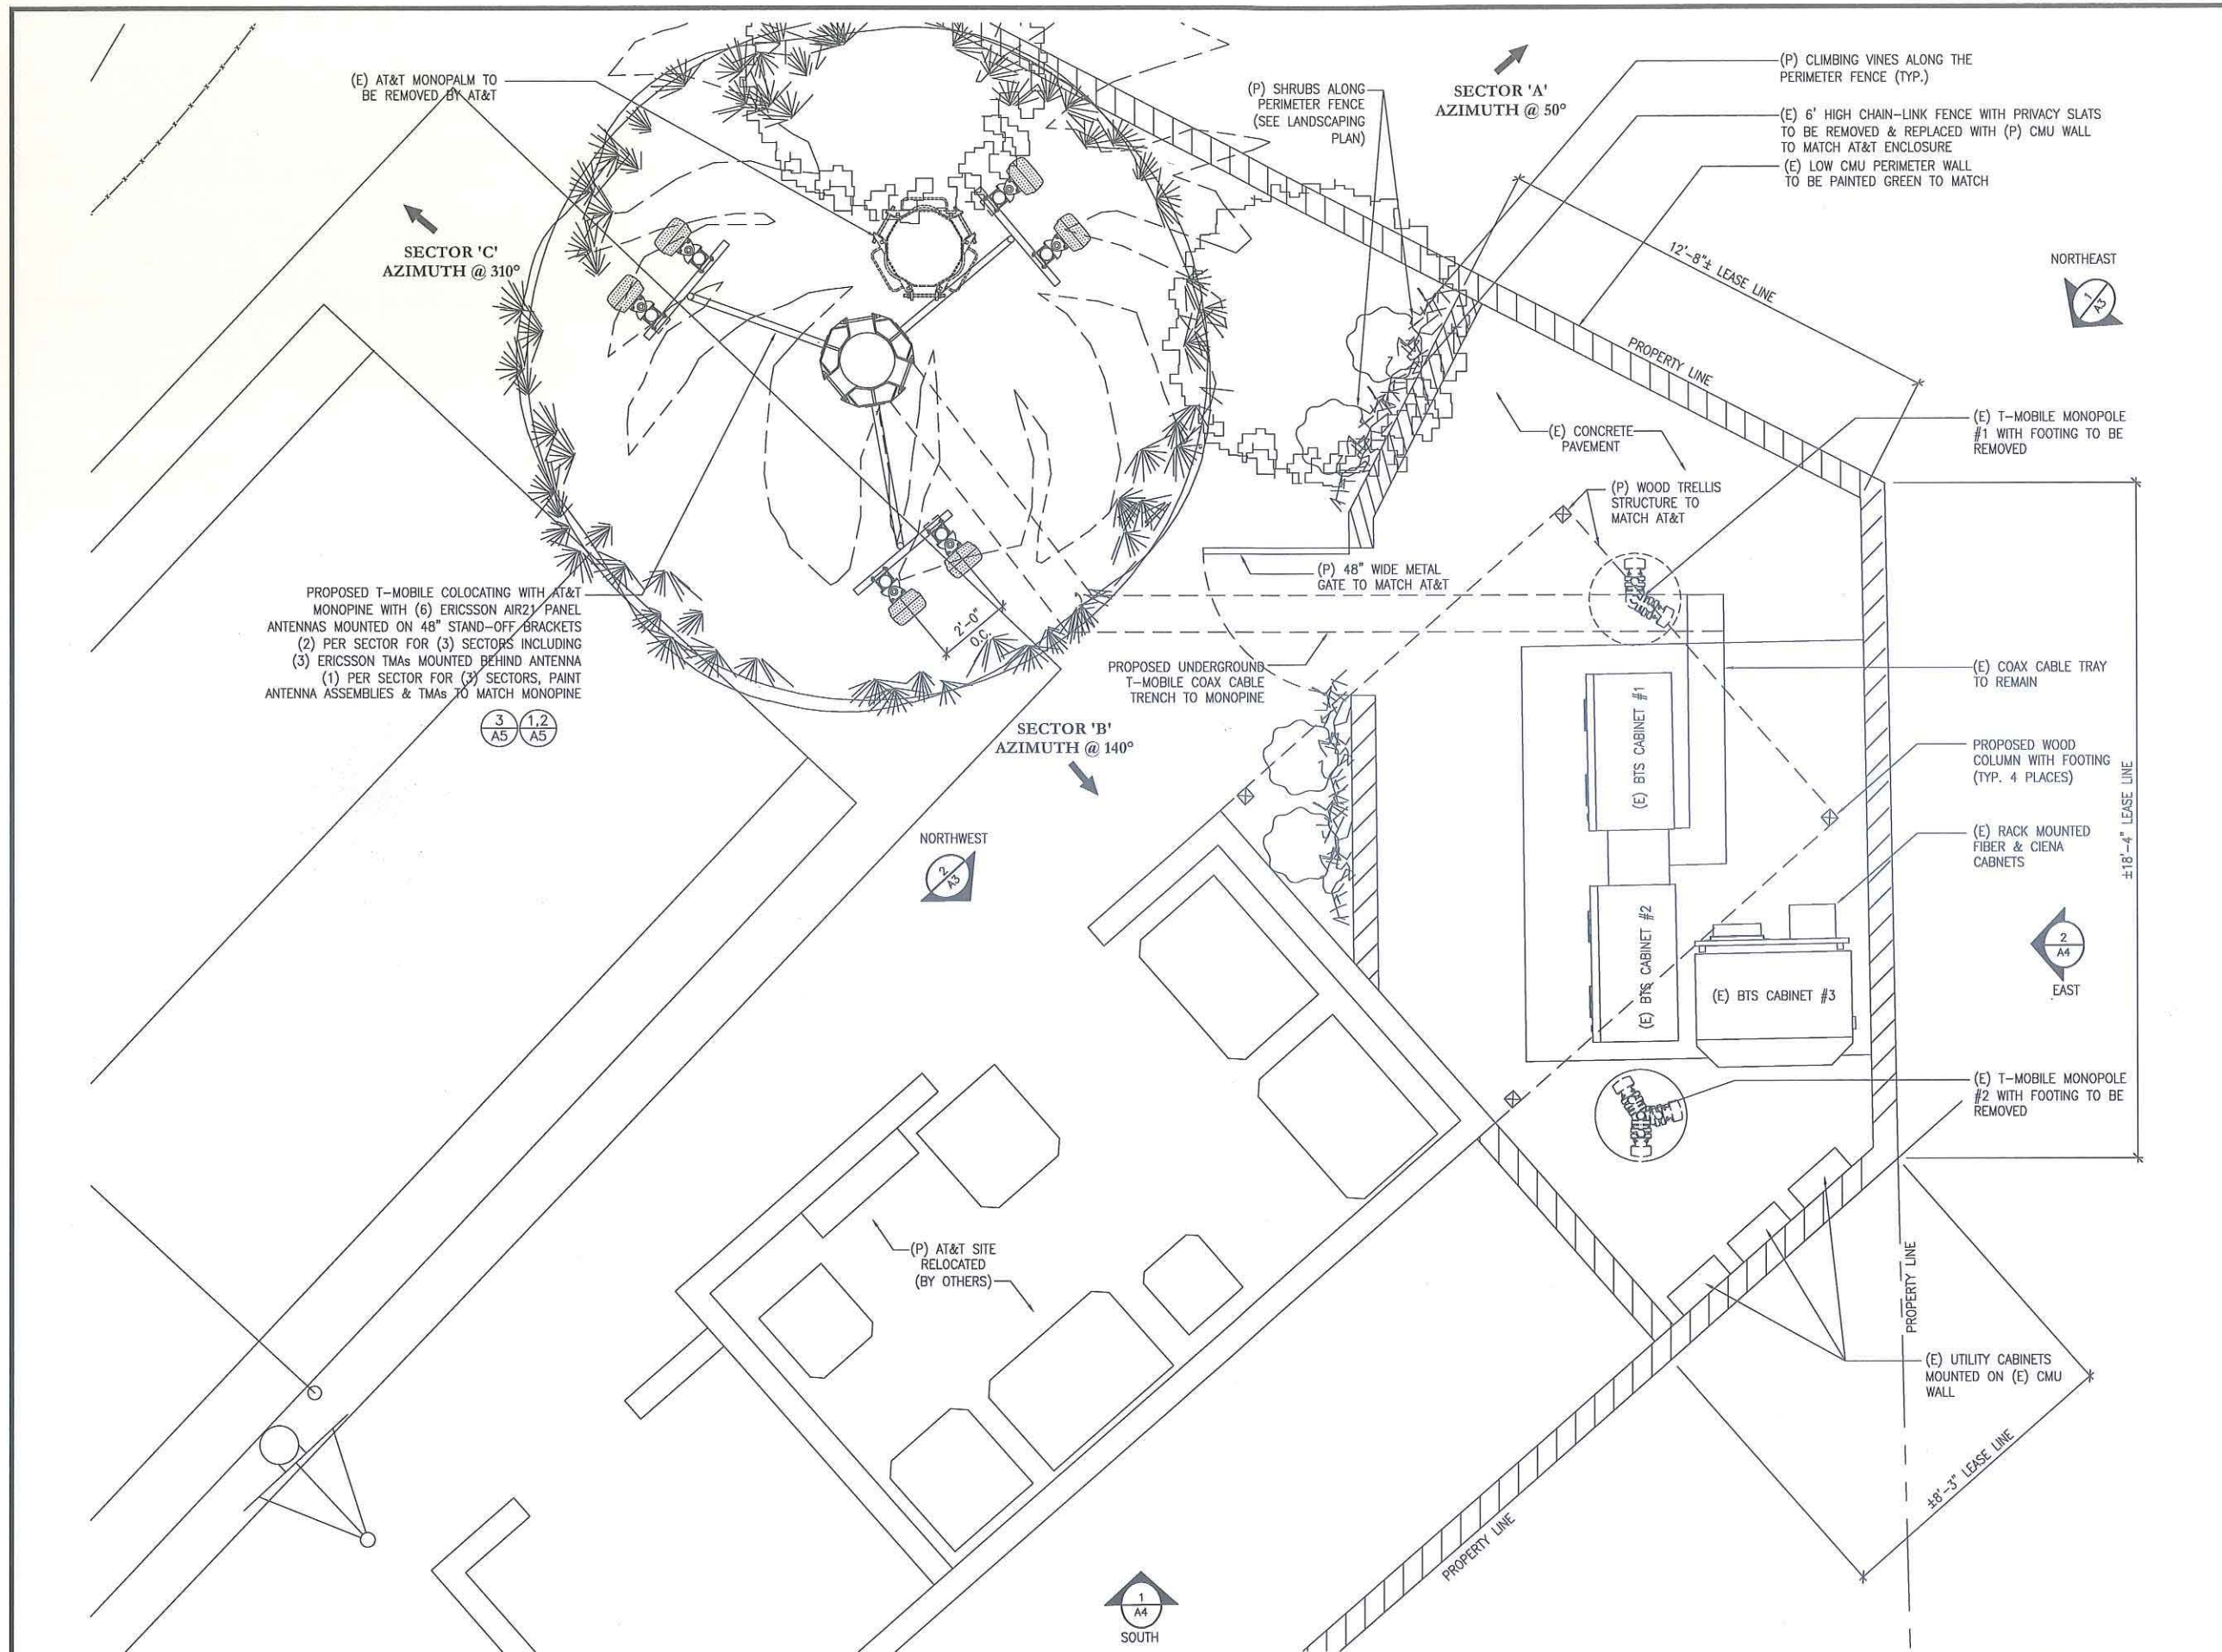 (E) AT&T MONOPALM TO
BE REMOVED BY AT&T
(P) SHRUBS ALONG
PERIMETER FENCE
(SEE LANDSCAPING
PLAN)
SECTOR 'A'
AZIMUTH @ 50°
(P) CLIMBING VINES ALONG THE
PERIMETER FENCE (TYP.)
(E) 6' HIGH CHAIN-LINK FENCE WITH PRIVACY SLATS
TO BE REMOVED & REPLACED WITH (P) CMU WALL
TO MATCH AT&T ENCLOSURE
(E) LOW CMU PERIMETER WALL
TO BE PAINTED GREEN TO MATCH
SECTOR 'C'
AZIMUTH @ 310°
12'-8"± LEASE LINE
NORTHEAST
1
A3
PROPERTY LINE
(E) CONCRETE
PAVEMENT
(E) T-MOBILE MONOPOLE
#1 WITH FOOTING TO BE
REMOVED
(P) WOOD TRELLIS
STRUCTURE TO
MATCH AT&T
(P) 48" WIDE METAL
GATE TO MATCH AT&T
PROPOSED T-MOBILE COLOCATING WITH AT&T
MONOPINE WITH (6) ERICSSON AIR21 PANEL
ANTENNAS MOUNTED ON 48" STAND-OFF BRACKETS
(2) PER SECTOR FOR (3) SECTORS INCLUDING
(3) ERICSSON TMAs MOUNTED BEHIND ANTENNA
(1) PER SECTOR FOR (3) SECTORS, PAINT
ANTENNA ASSEMBLIES & TMAs TO MATCH MONOPINE
3
A5
1,2
A5
2'-0"
O.C.
PROPOSED UNDERGROUND
T-MOBILE COAX CABLE
TRENCH TO MONOPINE
(E) COAX CABLE TRAY
TO REMAIN
SECTOR 'B'
AZIMUTH @ 140°
(E) BTS CABINET #1
PROPOSED WOOD
COLUMN WITH FOOTING
(TYP. 4 PLACES)
±18'-4" LEASE LINE
(E) RACK MOUNTED
FIBER & CIENA
CABNETS
NORTHWEST
2
A3
(E) BTS CABINET #2
(E) BTS CABINET #3
2
A4
EAST
(E) T-MOBILE MONOPOLE
#2 WITH FOOTING TO BE
REMOVED
(P) AT&T SITE
RELOCATED
(BY OTHERS)
PROPERTY LINE
(E) UTILITY CABINETS
MOUNTED ON (E) CMU
WALL
±8'-3" LEASE LINE
PROPERTY LINE
1
A4
SOUTH